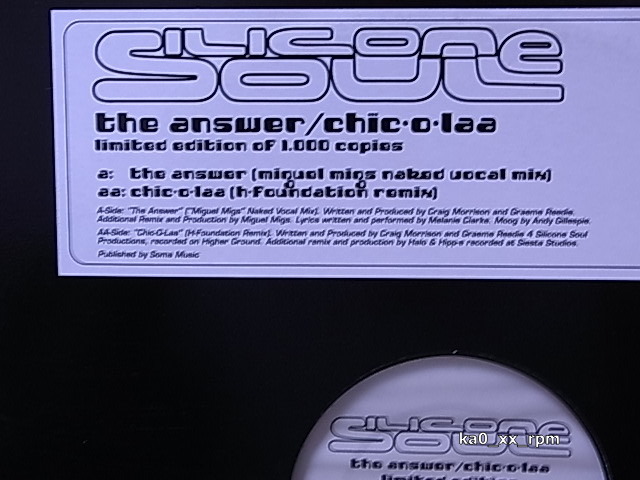 SILICONE
SOUL
the answer/chic·o·laa
limited edition of 1.000 copies
a: the answer (miguel migs naked vocal mix)
aa: chic·o·laa (h-foundation remix)
A-Side: "The Answer" ("Miguel Migs" Naked Vocal Mix). Written and Produced by Craig Morrison and Graeme Reedie.
Additional Remix and Production by Miguel Migs. Lyrics written and performed by Melanie Clarke. Moog by Andy Gillespie.
AA-Side: "Chic-O-Laa" (H-Foundation Remix). Written and Produced by Craig Morrison and Graeme Reedie 4 Silicone Soul
Productions, recorded on Higher Ground. Additional remix and production by Halo & Hipp-e recorded at Siesta Studios.
Published by Soma Music
SILICONE
SOUL
ka0_xx_rpm
the answer/chic·o·laa
limited edition